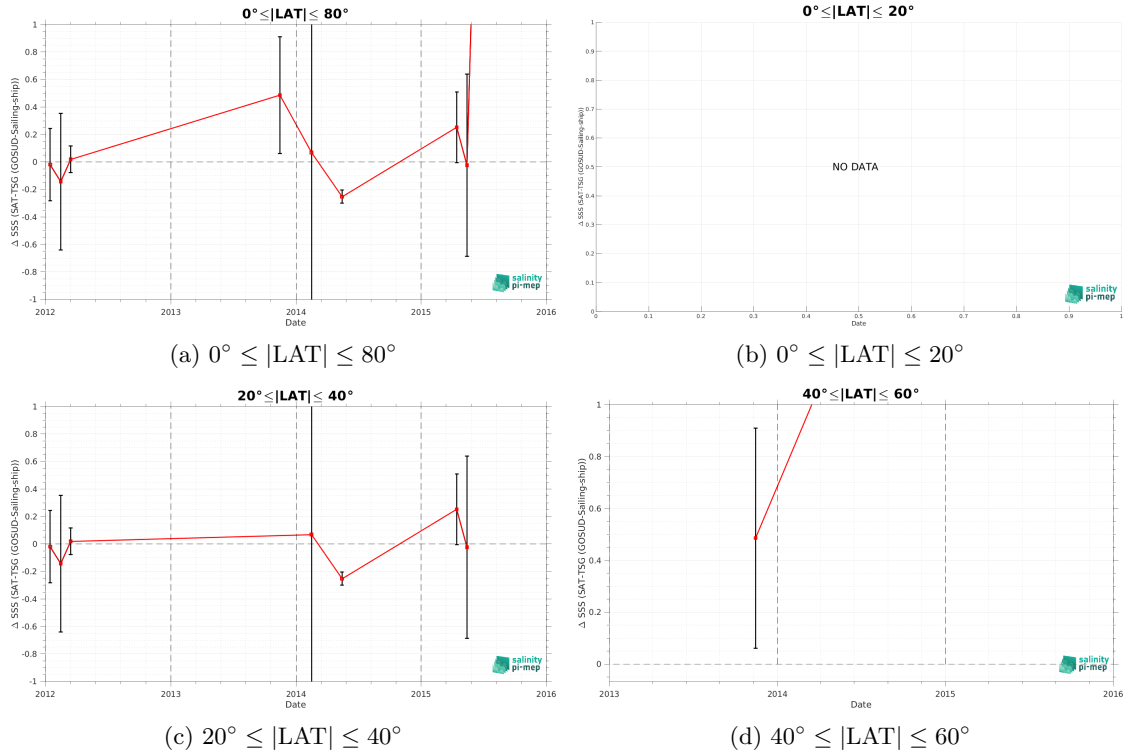 0°≤|LAT|≤ 80°
1
0.8
0.6
0.4
0.2
0
-0.2
-0.4
-0.6
-0.8
-1
Δ SSS (SAT-TSG (GOSUD-Sailing-ship))
2012
2013
2014
2015
2016
Date
salinity
pi-mep
(a) 0° ≤ |LAT| ≤ 80°
0°≤|LAT|≤ 20°
1
0.9
0.8
0.7
0.6
0.5
0.4
0.3
0.2
0.1
0
Δ SSS (SAT-TSG (GOSUD-Sailing-ship))
NO DATA
0
0.1
0.2
0.3
0.4
0.5
0.6
0.7
0.8
0.9
1
Date
salinity
pi-mep
(b) 0° ≤ |LAT| ≤ 20°
20°≤|LAT|≤ 40°
1
0.8
0.6
0.4
0.2
0
-0.2
-0.4
-0.6
-0.8
-1
Δ SSS (SAT-TSG (GOSUD-Sailing-ship))
2012
2013
2014
2015
2016
Date
salinity
pi-mep
(c) 20° ≤ |LAT| ≤ 40°
40°≤|LAT|≤ 60°
1
0.8
0.6
0.4
0.2
0
Δ SSS (SAT-TSG (GOSUD-Sailing-ship))
2013
2014
2015
2016
Date
salinity
pi-mep
(d) 40° ≤ |LAT| ≤ 60°